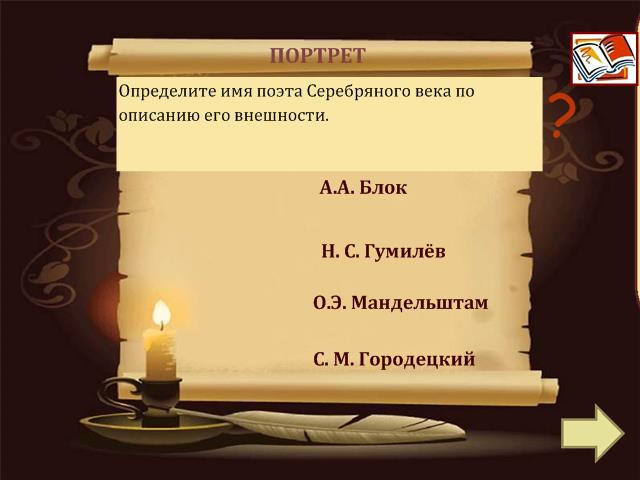 ПОРТРЕТ
Определите имя поэта Серебряного века по
описанию его внешности.
?
А.А. Блок
Н. С. Гумилёв
О.Э. Мандельштам
С. М. Городецкий